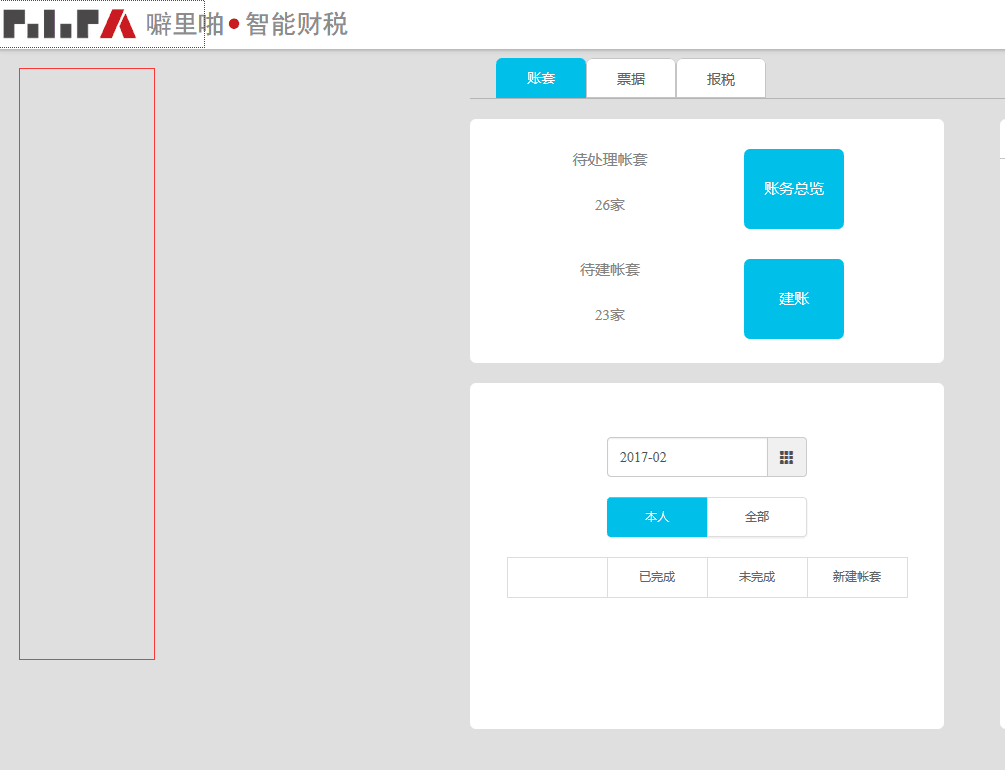 噼里啪·智能财税
账套 票据 报税
待处理帐套
账务总览
26家
待建帐套
建账
23家
2017-02
本人 全部
已完成 未完成 新建帐套